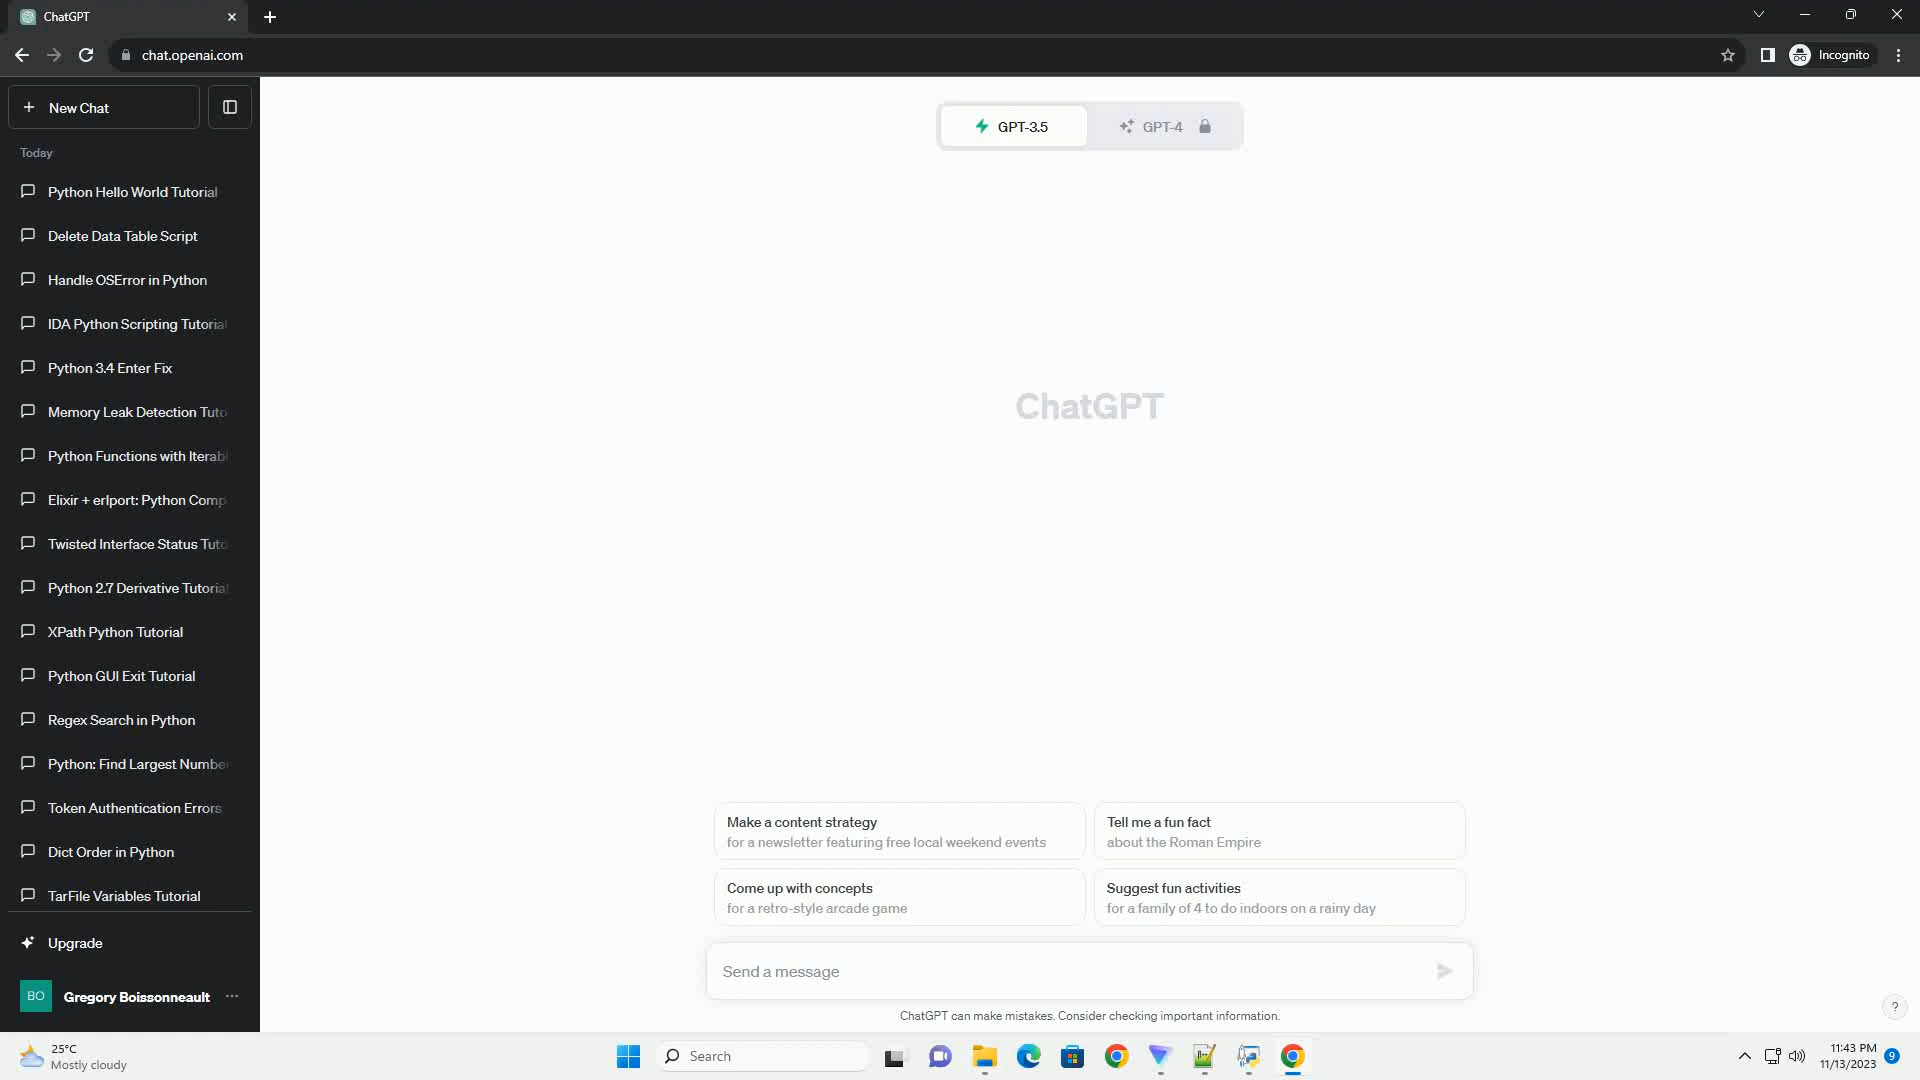 ChatGPT
chat.openai.com
Incognito
New Chat
Today
Python Hello World Tutorial
Delete Data Table Script
Handle OSError in Python
IDA Python Scripting Tutorial
Python 3.4 Enter Fix
Memory Leak Detection Tuto
Python Functions with Iterabl
Elixir + erlport: Python Comp
Twisted Interface Status Tuto
Python 2.7 Derivative Tutorial
XPath Python Tutorial
Python GUI Exit Tutorial
Regex Search in Python
Python: Find Largest Number
Token Authentication Errors
Dict Order in Python
TarFile Variables Tutorial
Upgrade
BO
Gregory Boissonneault
GPT-3.5
GPT-4
ChatGPT
Make a content strategy
for a newsletter featuring free local weekend events
Tell me a fun fact
about the Roman Empire
Come up with concepts
for a retro-style arcade game
Suggest fun activities
for a family of 4 to do indoors on a rainy day
Send a message
ChatGPT can make mistakes. Consider checking important information.
?
25°C
Mostly cloudy
Search
11:43 PM
11/13/2023
9